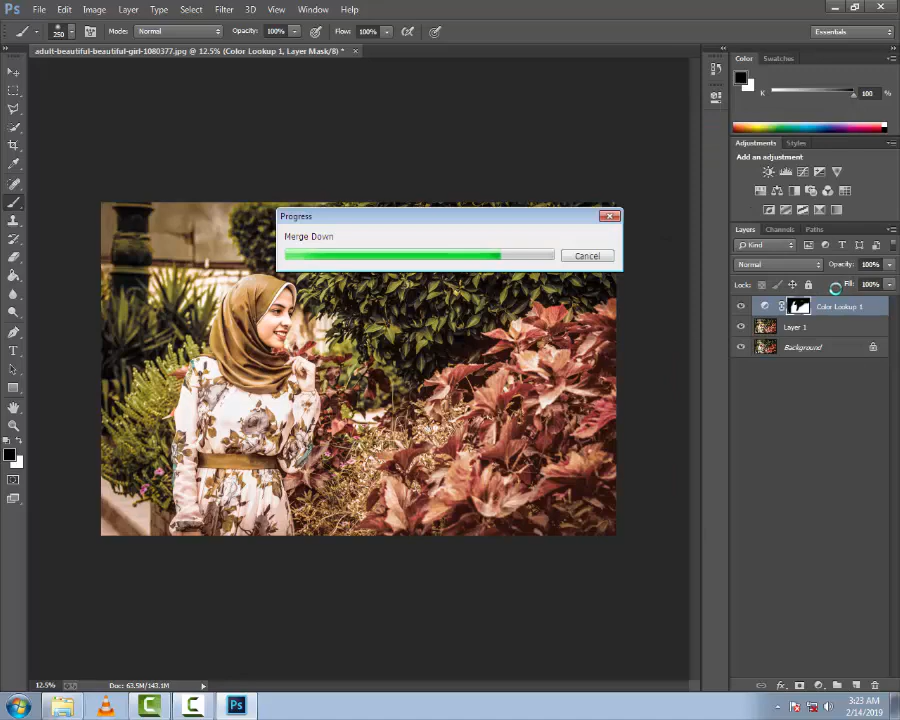 Ps File Edit Image Layer Type Select Filter 3D View Window Help
250 Mode: Normal Opacity: 100% Flow: 100% Essentials
adult-beautiful-beautiful-girl-1080377.jpg @ 12.5% (Color Lookup 1, Layer Mask/8) * ×
Color Swatches
K 100 %
Adjustments Styles
Add an adjustment
Progress
Merge Down
Cancel
Layers Channels Paths
Kind
Normal Opacity: 100%
Lock: Fill: 100%
Color Lookup 1
Layer 1
Background
12.5% Doc: 63.5M/143.1M
Ps
3:23 AM
2/14/2019